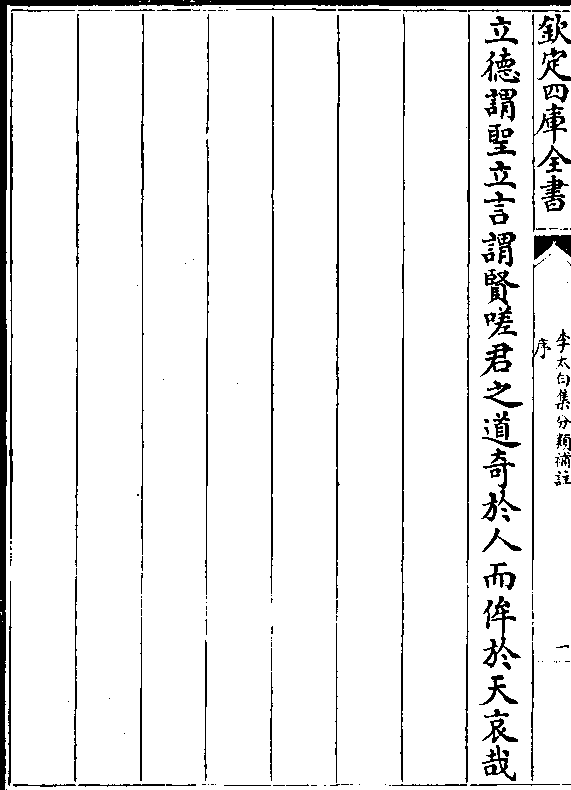 欽定四庫全書
李太白集分類補註
序
一
立德謂聖立言謂賢嗟君之道奇於人而侔於天哀哉